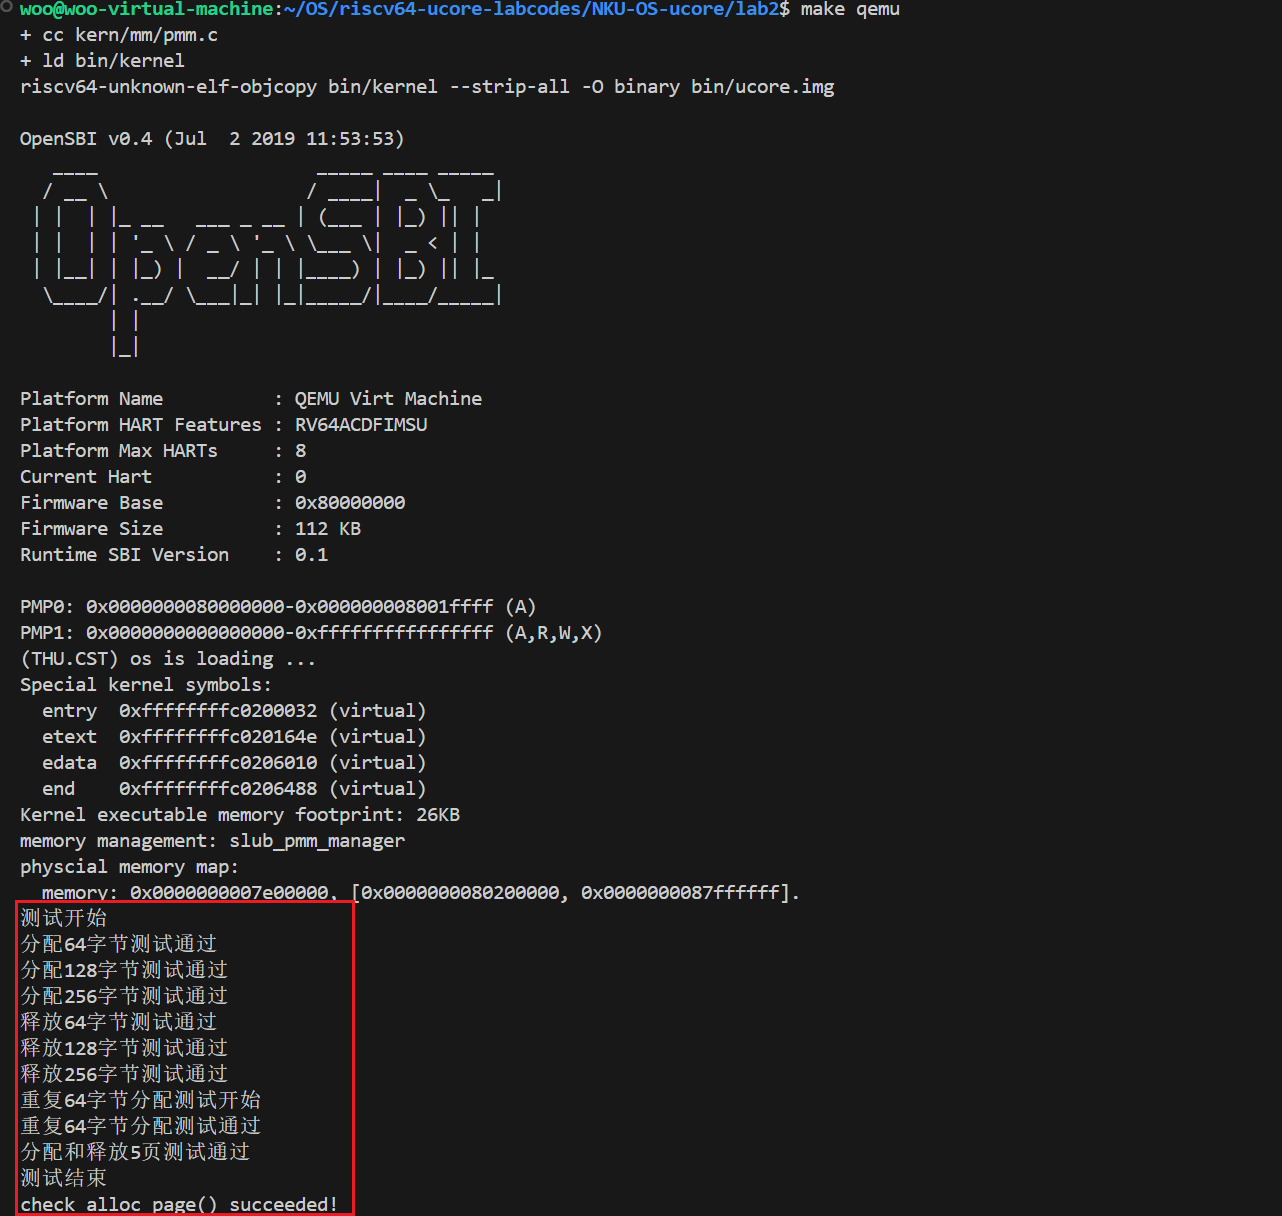 woo@woo-virtual-machine:~/OS/riscv64-ucore-labcodes/NKU-OS-ucore/lab2$ make qemu
+ cc kern/mm/pmm.c
+ ld bin/kernel
riscv64-unknown-elf-objcopy bin/kernel --strip-all -O binary bin/ucore.img
OpenSBI v0.4 (Jul  2 2019 11:53:53)
   ____                    _____ ____ _____
  / __ \                  / ____|  _ \_   _|
 | |  | |_ __   ___ _ __ | (___ | |_) || |
 | |  | | '_ \ / _ \ '_ \ \___ \|  _ < | |
 | |__| | |_) |  __/ | | |____) | |_) || |_
  \____/| .__/ \___|_| |_|_____/|____/_____|
        | |
        |_|
Platform Name          : QEMU Virt Machine
Platform HART Features : RV64ACDFIMSU
Platform Max HARTs     : 8
Current Hart           : 0
Firmware Base          : 0x80000000
Firmware Size          : 112 KB
Runtime SBI Version    : 0.1
PMP0: 0x0000000080000000-0x000000008001ffff (A)
PMP1: 0x0000000000000000-0xffffffffffffffff (A,R,W,X)
(THU.CST) os is loading ...
Special kernel symbols:
  entry  0xffffffffc0200032 (virtual)
  etext  0xffffffffc020164e (virtual)
  edata  0xffffffffc0206010 (virtual)
  end    0xffffffffc0206488 (virtual)
Kernel executable memory footprint: 26KB
memory management: slub_pmm_manager
physcial memory map:
  memory: 0x0000000007e00000, [0x0000000080200000, 0x0000000087ffffff].
测试开始
分配64字节测试通过
分配128字节测试通过
分配256字节测试通过
释放64字节测试通过
释放128字节测试通过
释放256字节测试通过
重复64字节分配测试开始
重复64字节分配测试通过
分配和释放5页测试通过
测试结束
check_alloc_page() succeeded!